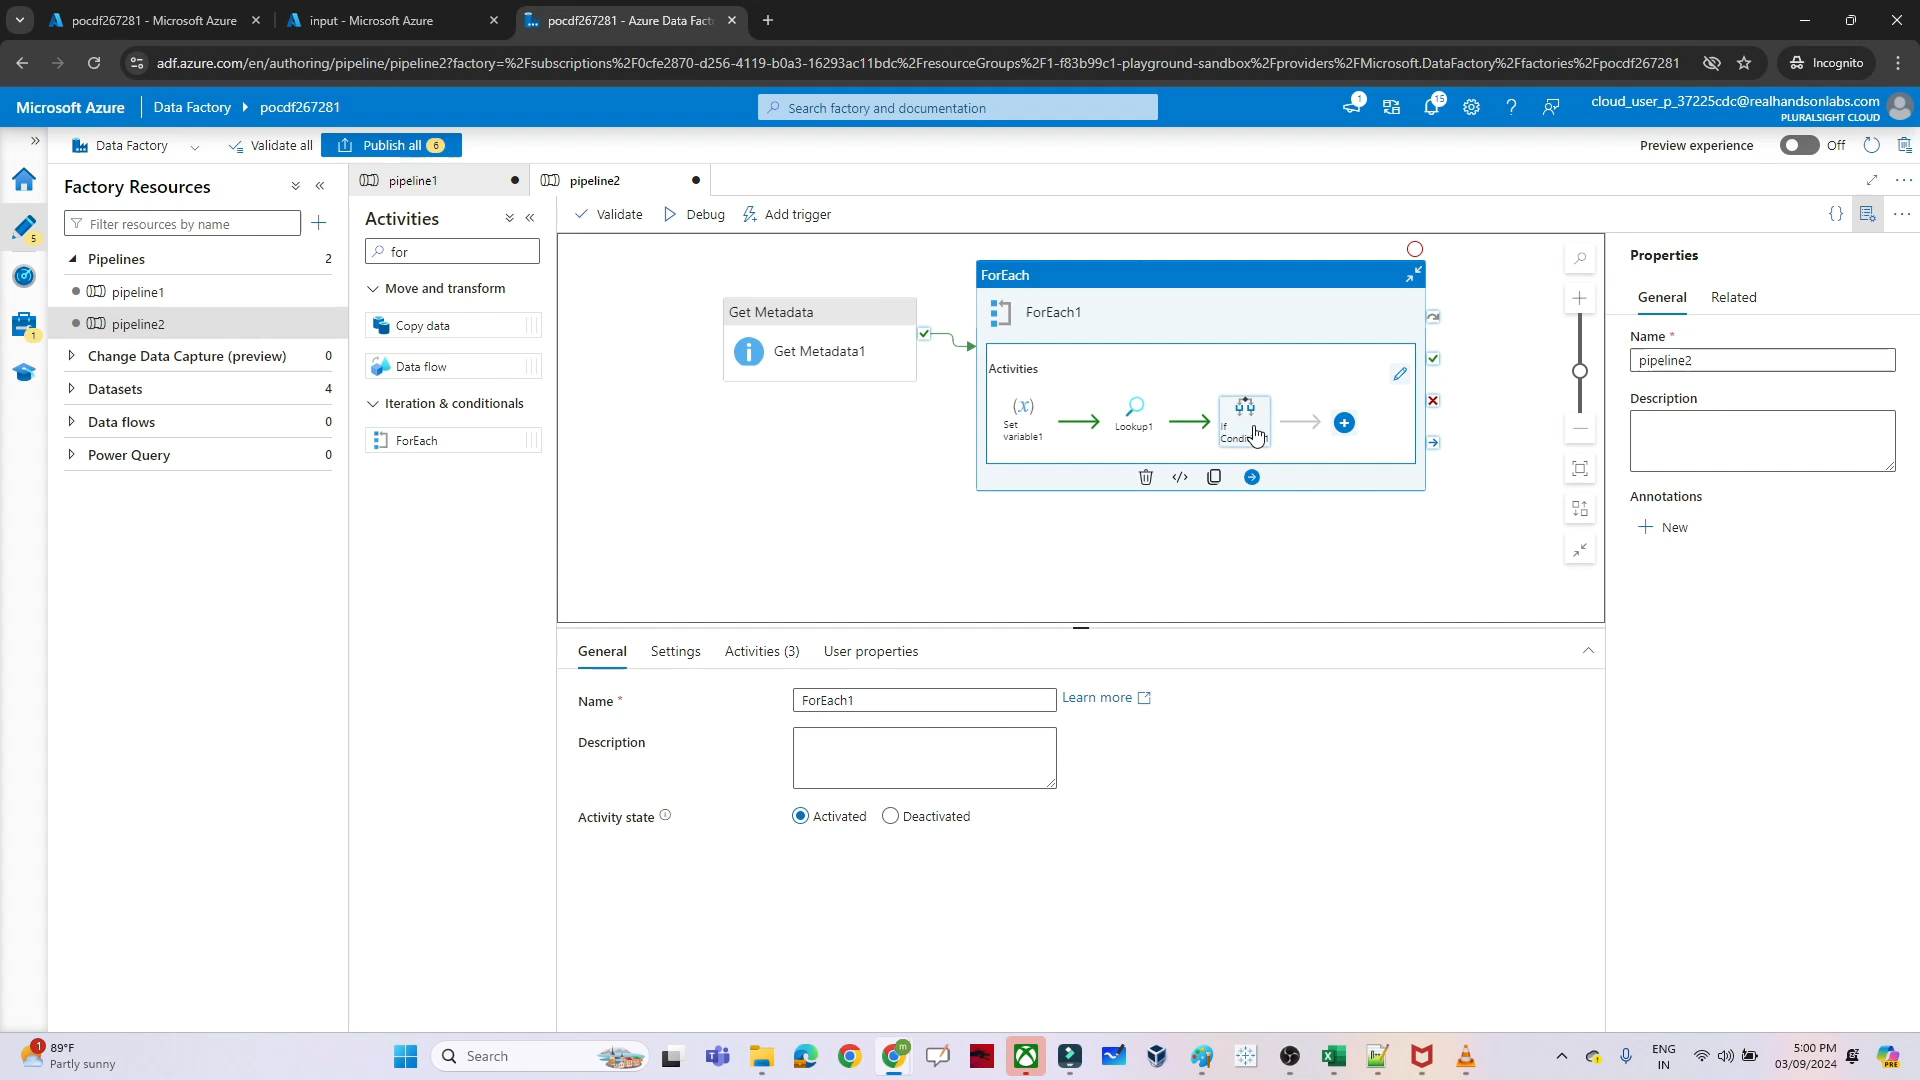 pocdf267281 - Microsoft Azure
input - Microsoft Azure
pocdf267281 - Azure Data Fact
adf.azure.com/en/authoring/pipeline/pipeline2?factory=%2Fsubscriptions%2F0cfe2870-d256-4119-b0a3-16293ac11bdc%2FresourceGroups%2F1-f83b99c1-playground-sandbox%2Fproviders%2FMicrosoft.DataFactory%2Ffactories%2Fpocdf267281
Incognito
Microsoft Azure
Data Factory
pocdf267281
Search factory and documentation
1
15
cloud_user_p_37225cdc@realhandsonlabs.com
PLURALSIGHT CLOUD
Data Factory
Validate all
Publish all 6
Preview experience
Off
Factory Resources
pipeline1
pipeline2
5
1
Filter resources by name
Pipelines 2
pipeline1
pipeline2
Change Data Capture (preview) 0
Datasets 4
Data flows 0
Power Query 0
Activities
for
Move and transform
Copy data
Data flow
Iteration & conditionals
ForEach
Validate
Debug
Add trigger
Get Metadata
Get Metadata1
ForEach
ForEach1
Activities
(x)
Set
variable1
Lookup1
If
General
Settings
Activities (3)
User properties
Name *
ForEach1
Learn more
Description
Activity state
Activated
Deactivated
Properties
General
Related
Name *
pipeline2
Description
Annotations
New
1
89°F
Partly sunny
Search
m
ENG
IN
5:00 PM
03/09/2024
PRE